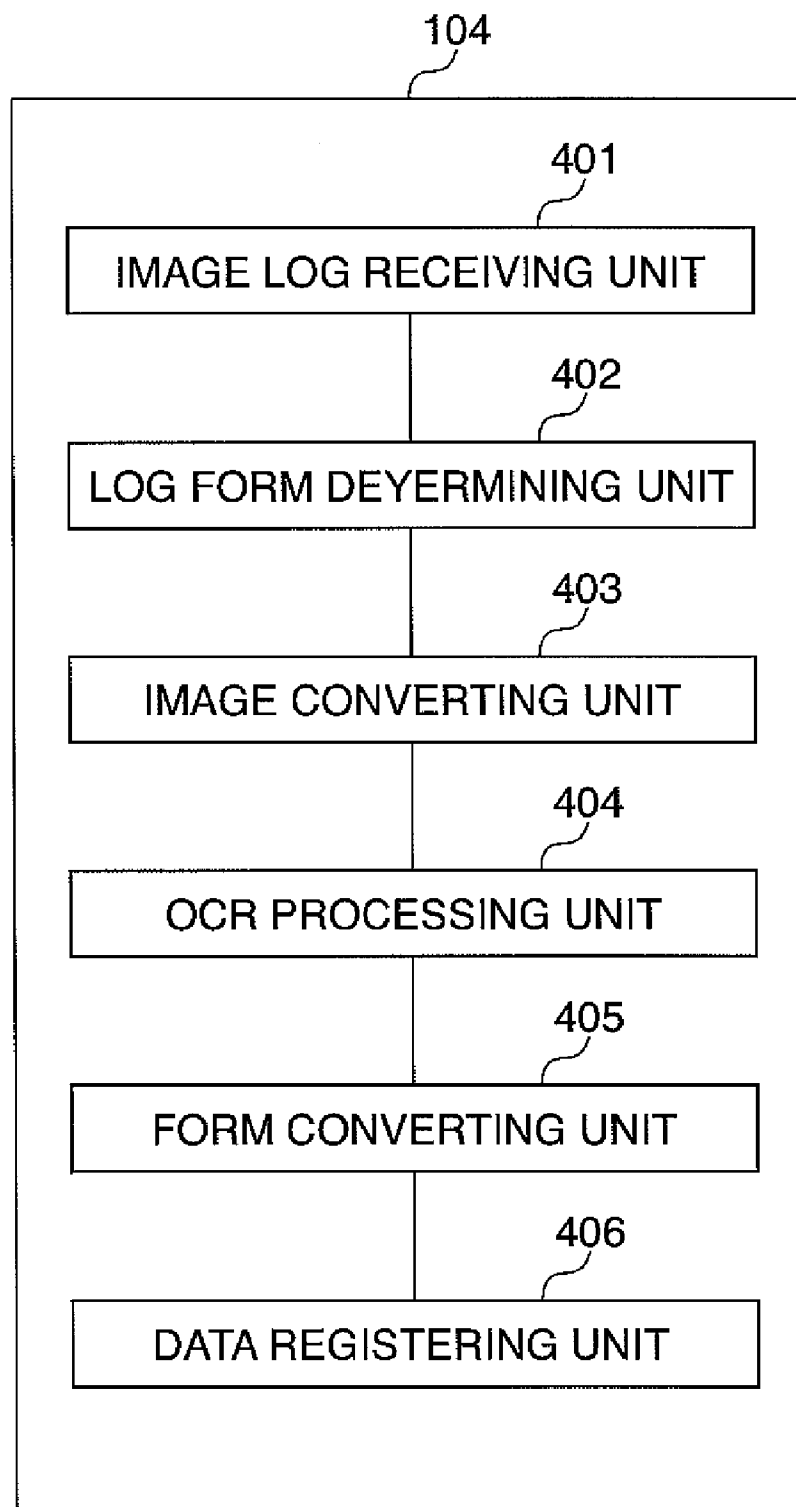 104
401
IMAGE LOG RECEIVING UNIT
402
LOG FORM DEYERMINING UNIT
403
IMAGE CONVERTING UNIT
404
OCR PROCESSING UNIT
405
FORM CONVERTING UNIT
406
DATA REGISTERING UNIT